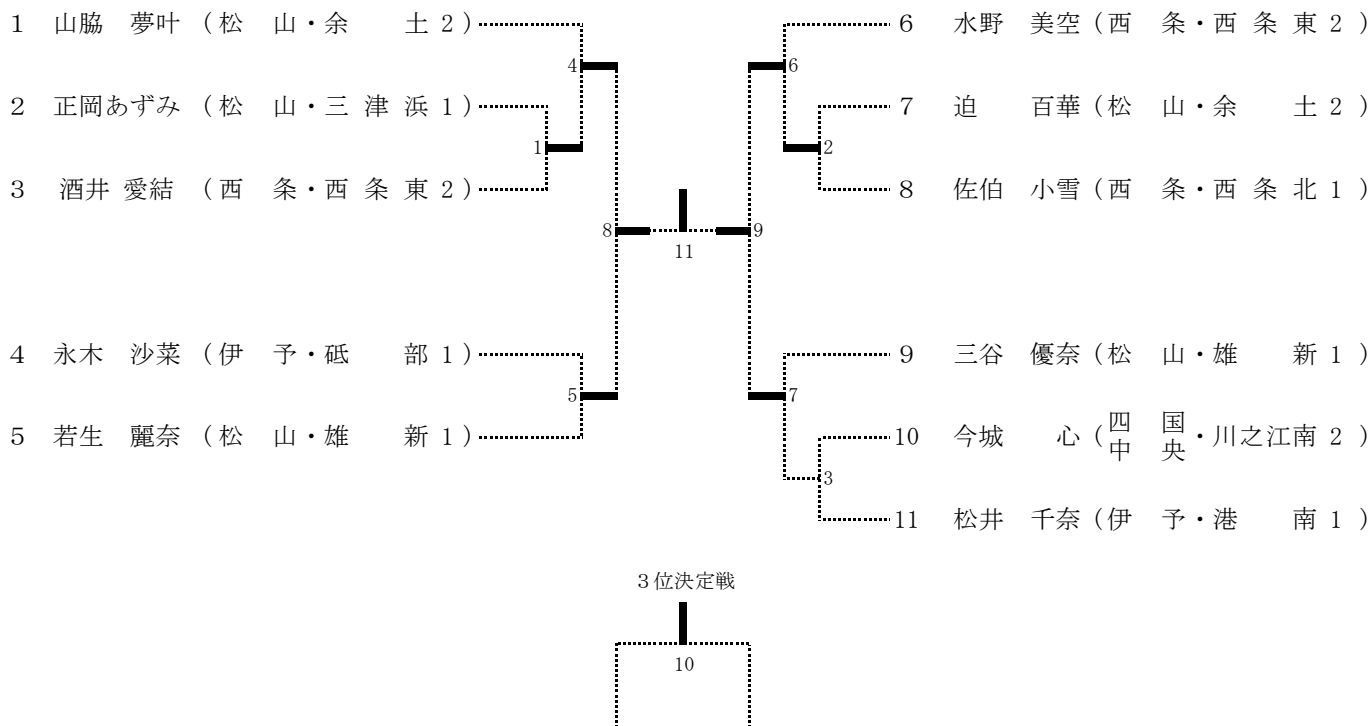 1 山脇 夢叶 （松 山・余 土 2）
4
2 正岡あずみ （松 山・三 津 浜 1）
1
3 酒井 愛結 （西 条・西 条 東 2）
8
11
4 永木 沙菜 （伊 予・砥 部 1）
5
5 若生 麗奈 （松 山・雄 新 1）
6 水野 美空（西 条・西 条 東 2 ）
6
7 迫 百華（松 山・余 土 2 ）
2
8 佐伯 小雪（西 条・西 条 北 1 ）
9
9 三谷 優奈（松 山・雄 新 1 ）
7
10 今城 心（四国中央・川之江南 2 ）
3
11 松井 千奈（伊 予・港 南 1 ）
３位決定戦
10